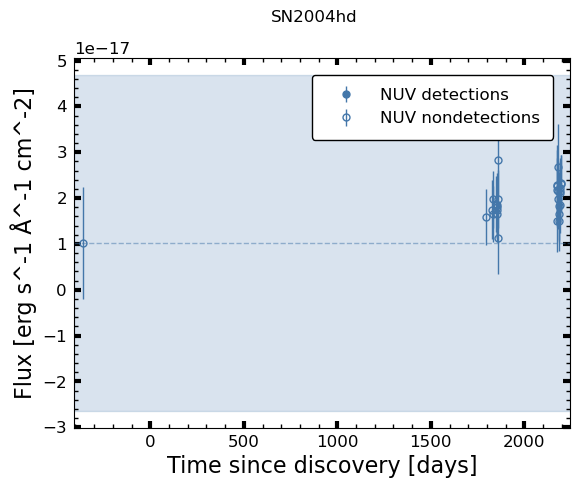 SN2004hd
1e−17
5
4
3
2
1
0
−1
−2
−3
Flux [erg s^-1 Å^-1 cm^-2]
NUV detections
NUV nondetections
0 500 1000 1500 2000
Time since discovery [days]